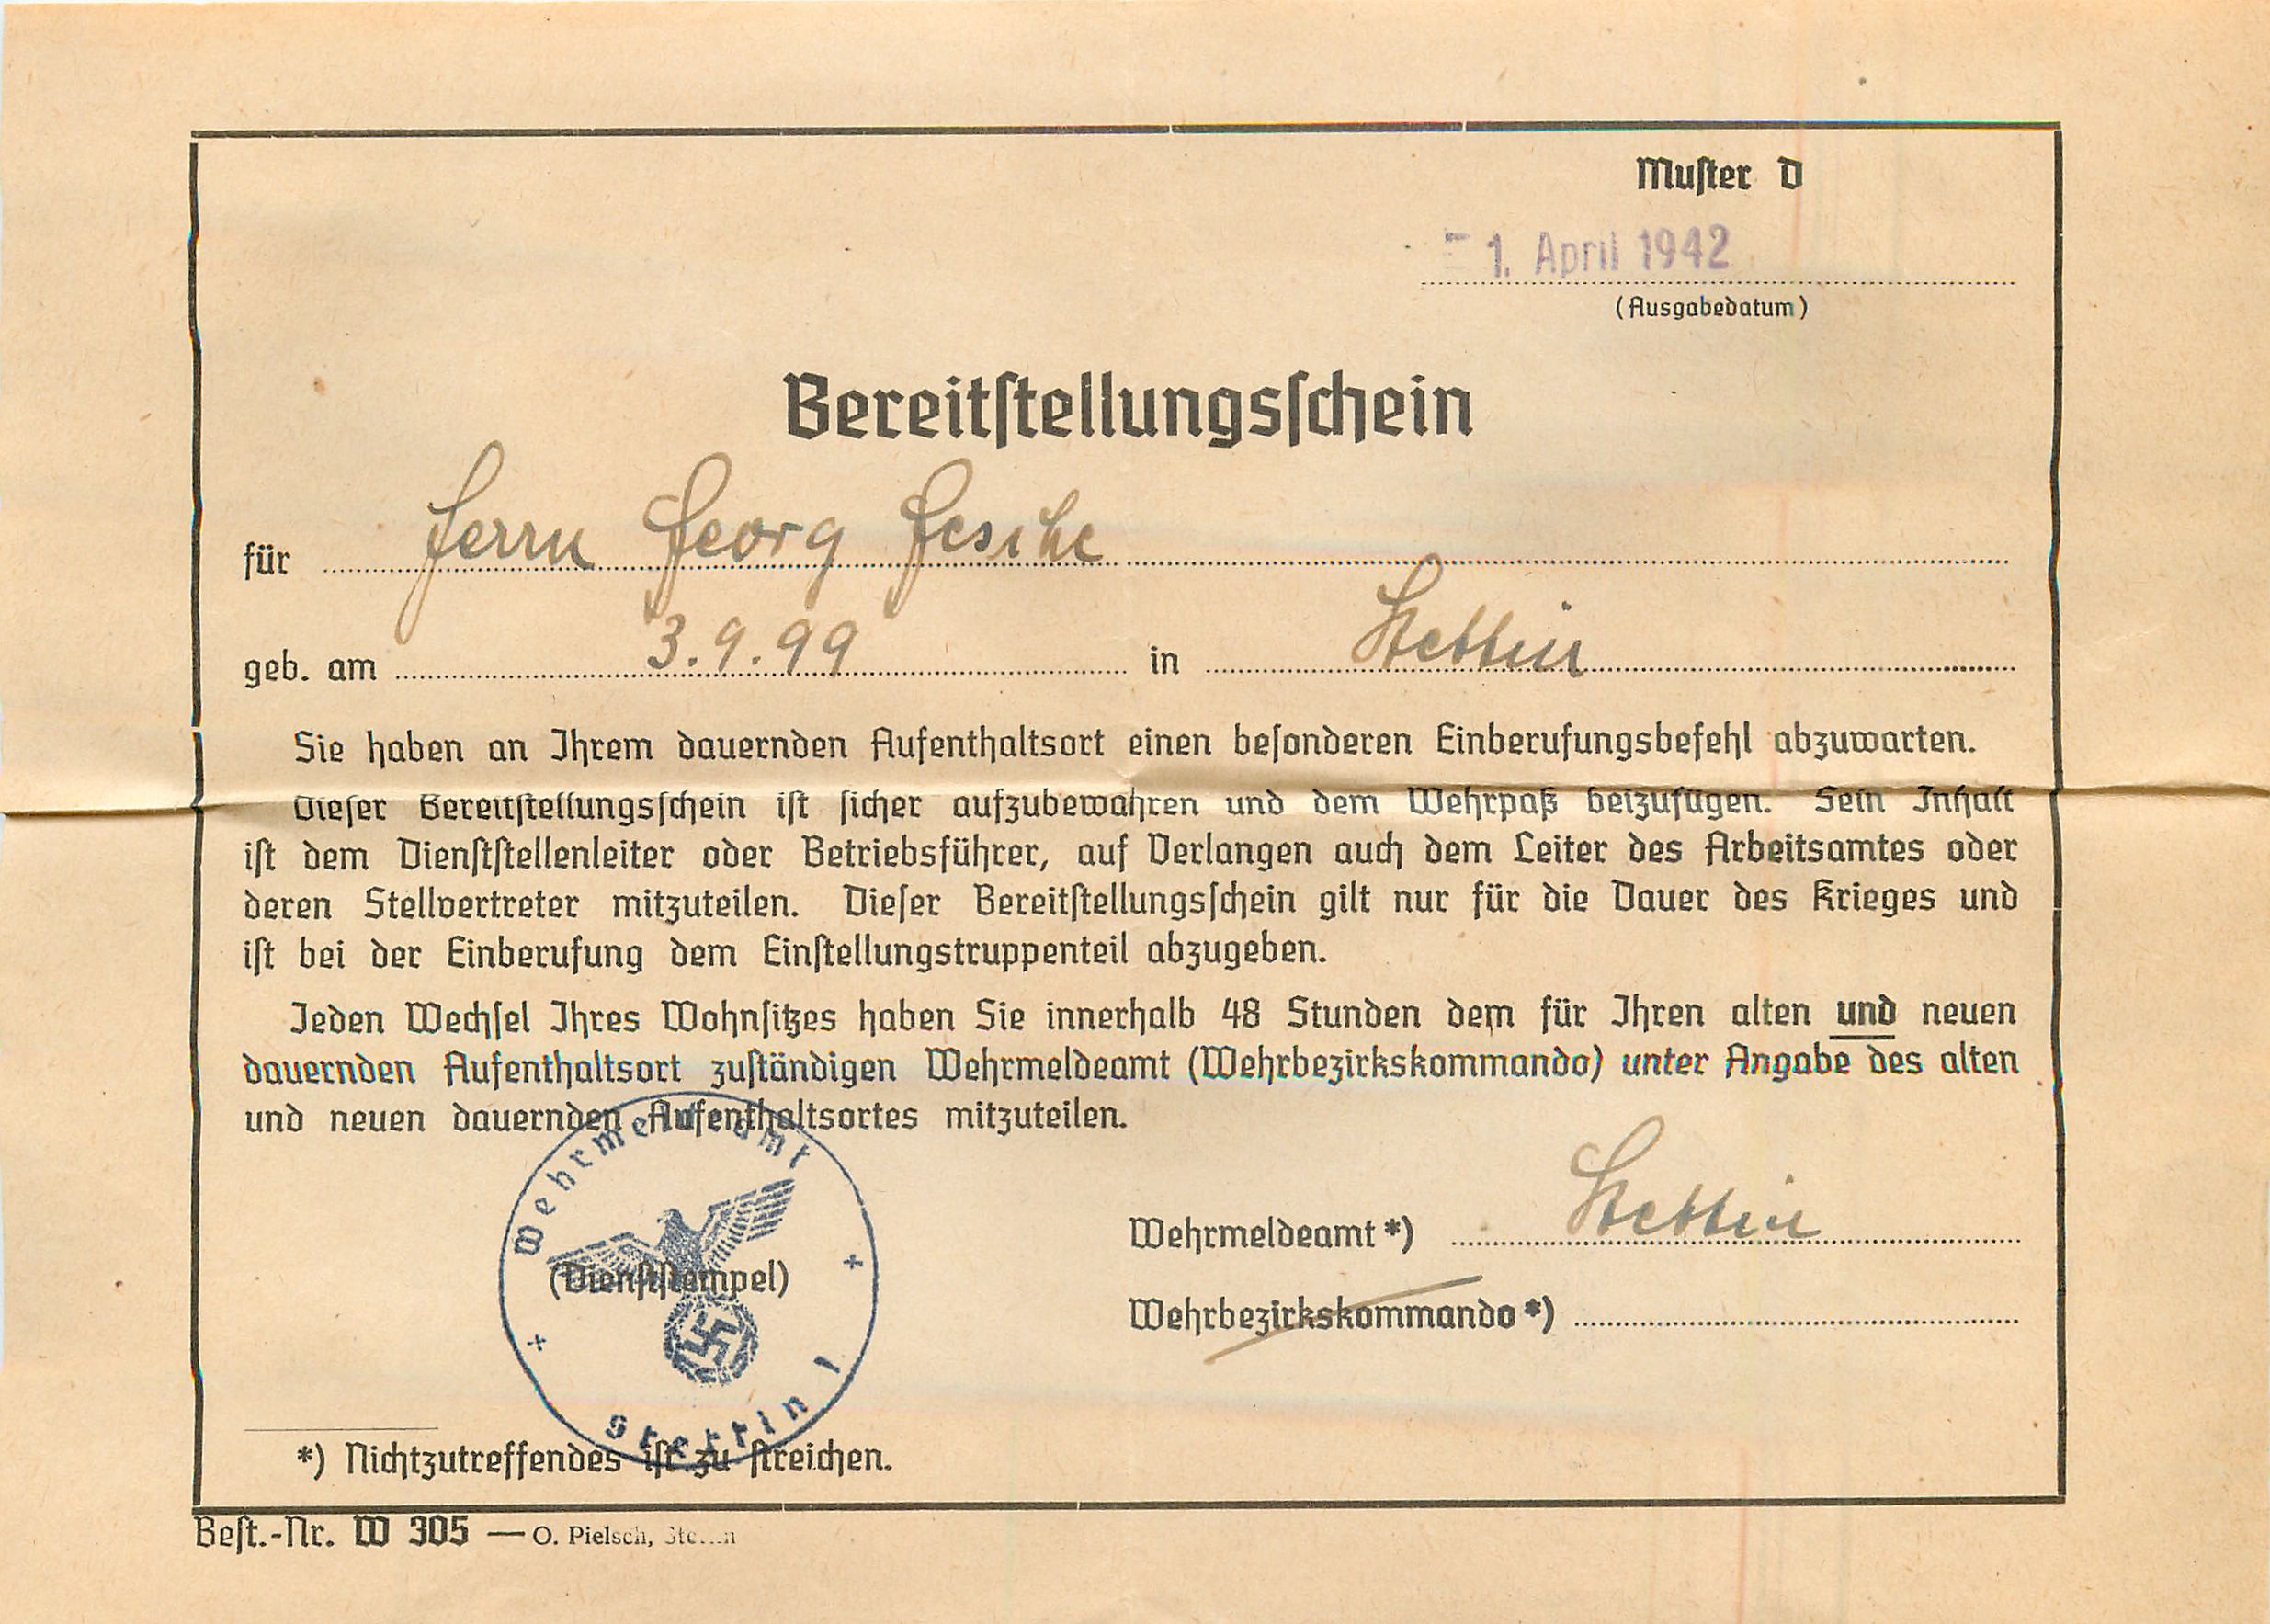 Muster D
1. April 1942
(Ausgabedatum)
Bereitstellungsschein
für Herrn Georg Geschke
geb. am 3.9.99 in Stettin
Sie haben an Ihrem dauernden Aufenthaltsort einen besonderen Einberufungsbefehl abzuwarten.
Dieser Bereitstellungsschein ist sicher aufzubewahren und dem Wehrpaß beizufügen. Sein Inhalt
ist dem Dienststellenleiter oder Betriebsführer, auf Verlangen auch dem Leiter des Arbeitsamtes oder
deren Stellvertreter mitzuteilen. Dieser Bereitstellungsschein gilt nur für die Dauer des Krieges und
ist bei der Einberufung dem Einstellungstruppenteil abzugeben.
Jeden Wechsel Ihres Wohnsitzes haben Sie innerhalb 48 Stunden dem für Ihren alten und neuen
dauernden Aufenthaltsort zuständigen Wehrmeldeamt (Wehrbezirkskommando) unter Angabe des alten
und neuen dauernden Aufenthaltsortes mitzuteilen.
Wehrmeldeamt
Wehrmeldeamt *) Stettin
(Dienststempel)
Wehrbezirkskommando *)
Stettin 1
*) Nichtzutreffendes ist zu streichen.
Best.-Nr. W 305 — O. Pielsch,